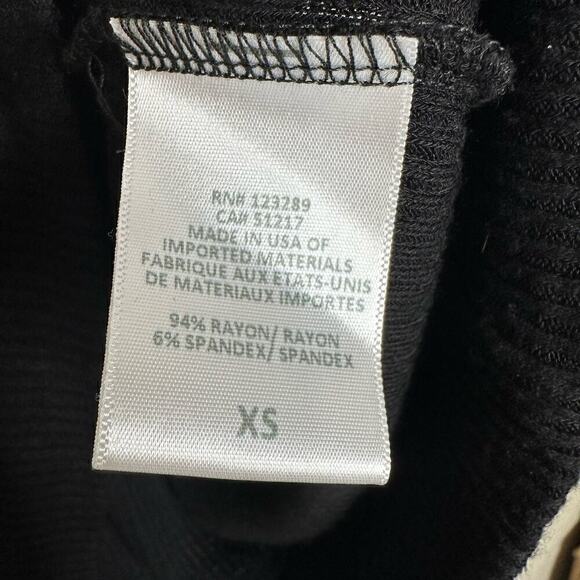 RN# 123289
CA# 51217
MADE IN USA OF
IMPORTED MATERIALS
FABRIQUE AUX ETATS-UNIS
DE MATERIAUX IMPORTES
94% RAYON/ RAYON
6% SPANDEX/ SPANDEX
XS